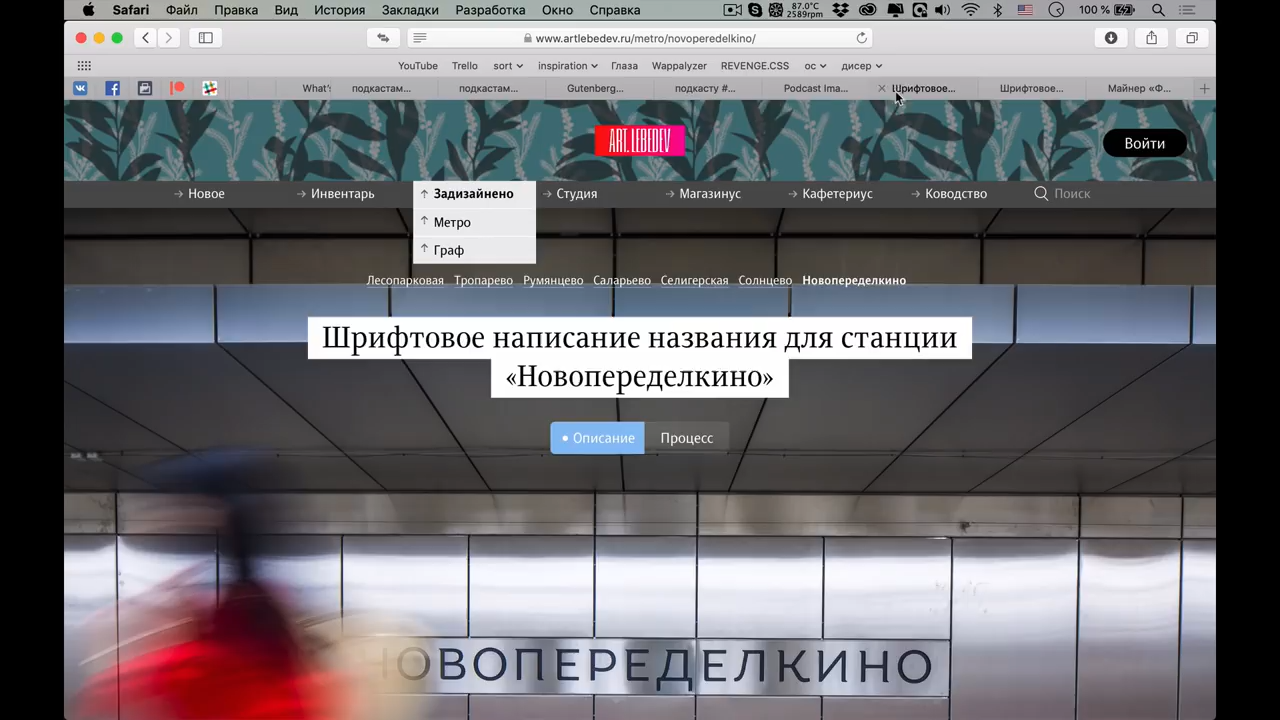 Safari Файл Правка Вид История Закладки Разработка Окно Справка 87.0°C 2589rpm 100 %
www.artlebedev.ru/metro/novoperedelkino/
YouTube Trello sort inspiration Глаза Wappalyzer REVENGE.CSS ос дисер
What's подкастам... подкастам... Gutenberg... подкасту #... Podcast Ima... Шрифтовое... Шрифтовое... Майнер «Ф...
ART. LEBEDEV
Войти
Новое Инвентарь Задизайнено Студия Магазинус Кафетериус Ководство Поиск
Метро
Граф
Лесопарковая Тропарево Румянцево Саларьево Селигерская Солнцево Новопеределкино
Шрифтовое написание названия для станции
«Новопеределкино»
Описание Процесс
НОВОПЕРЕДЕЛКИНО